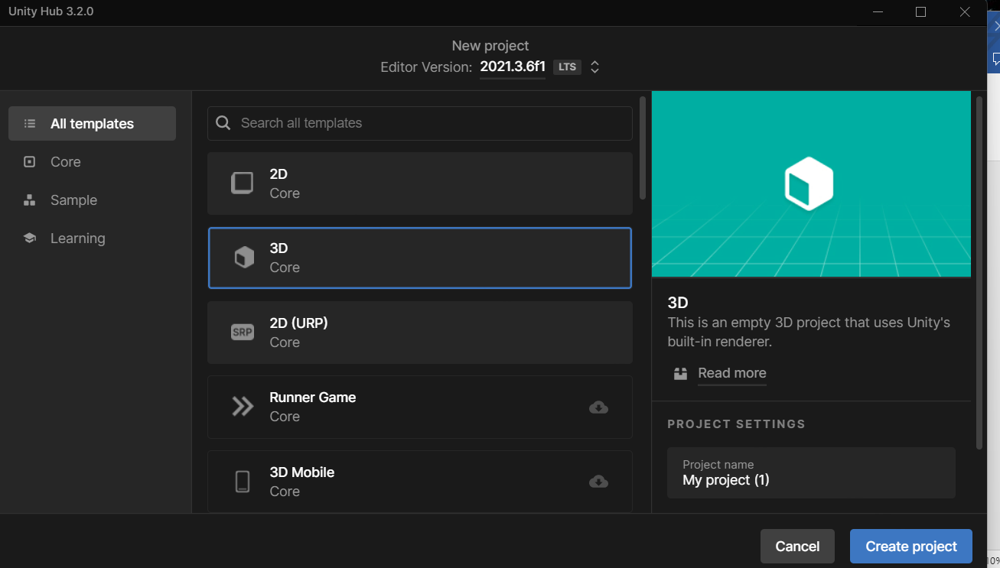 Unity Hub 3.2.0
New project
Editor Version: 2021.3.6f1 LTS
All templates
Core
Sample
Learning
Search all templates
2D
Core
3D
Core
SRP
2D (URP)
Core
Runner Game
Core
3D Mobile
Core
3D
This is an empty 3D project that uses Unity's
built-in renderer.
Read more
PROJECT SETTINGS
Project name
My project (1)
Cancel
Create project